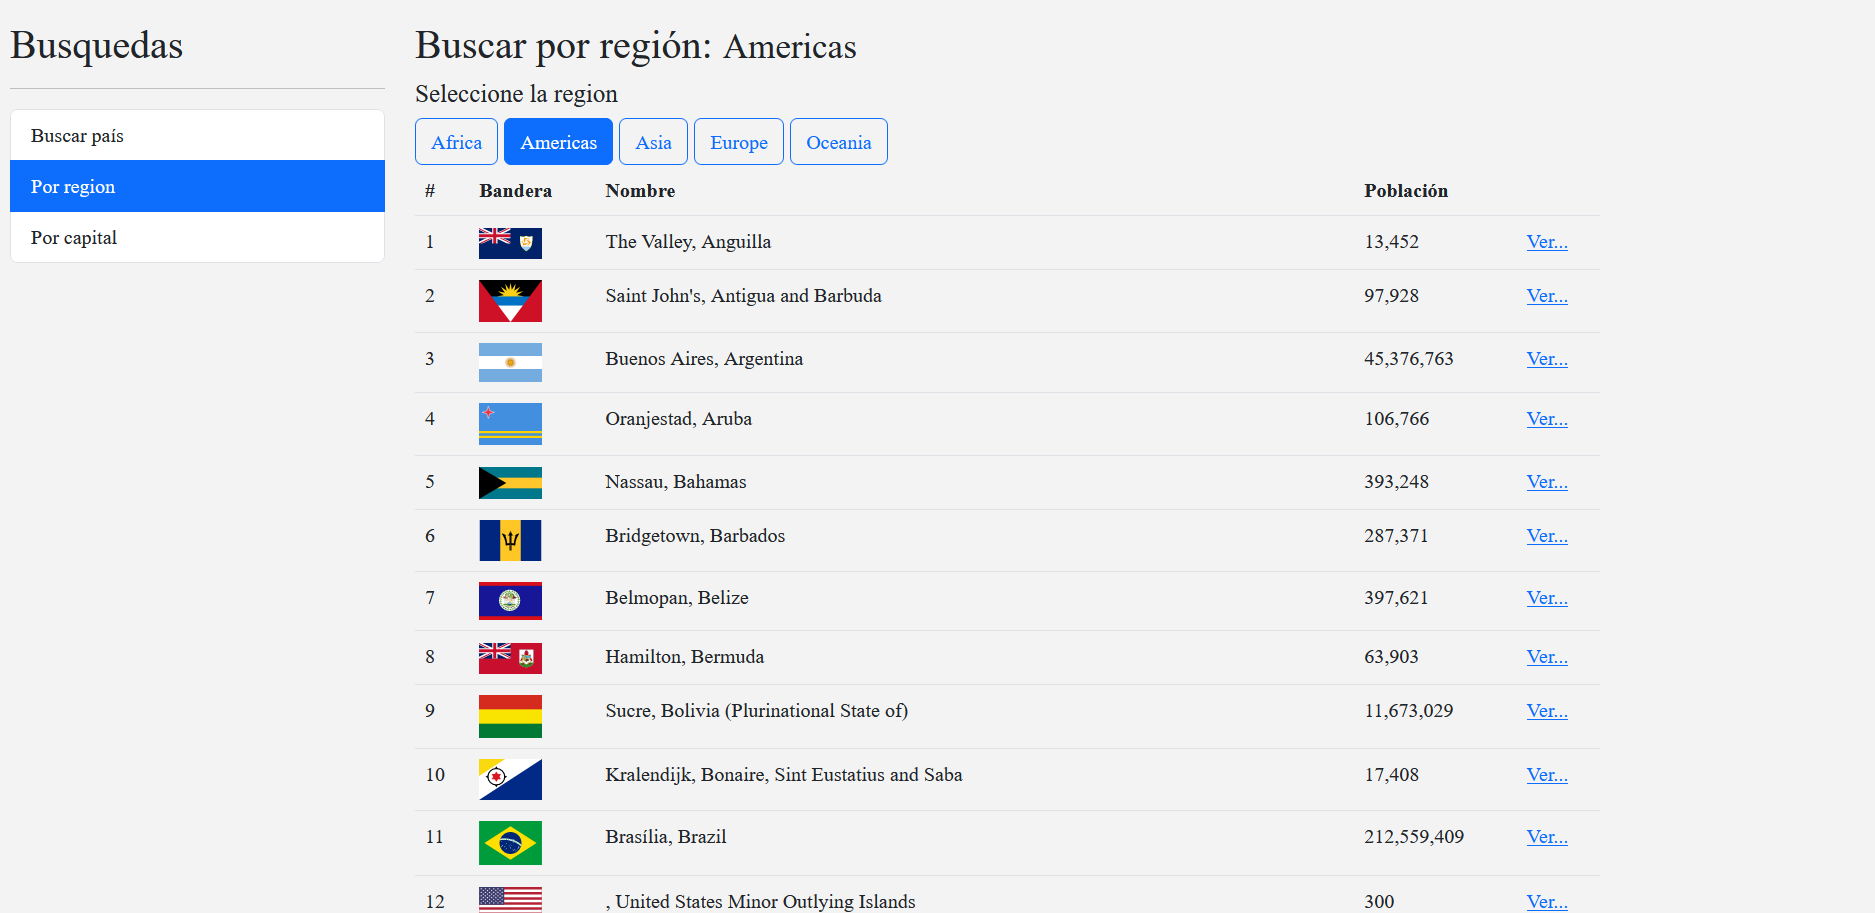 Busquedas
Buscar país
Por region
Por capital
Buscar por región: Americas
Seleccione la region
Africa Americas Asia Europe Oceania
# Bandera Nombre Población
1 The Valley, Anguilla 13,452 Ver...
2 Saint John's, Antigua and Barbuda 97,928 Ver...
3 Buenos Aires, Argentina 45,376,763 Ver...
4 Oranjestad, Aruba 106,766 Ver...
5 Nassau, Bahamas 393,248 Ver...
6 Bridgetown, Barbados 287,371 Ver...
7 Belmopan, Belize 397,621 Ver...
8 Hamilton, Bermuda 63,903 Ver...
9 Sucre, Bolivia (Plurinational State of) 11,673,029 Ver...
10 Kralendijk, Bonaire, Sint Eustatius and Saba 17,408 Ver...
11 Brasília, Brazil 212,559,409 Ver...
12 , United States Minor Outlying Islands 300 Ver...